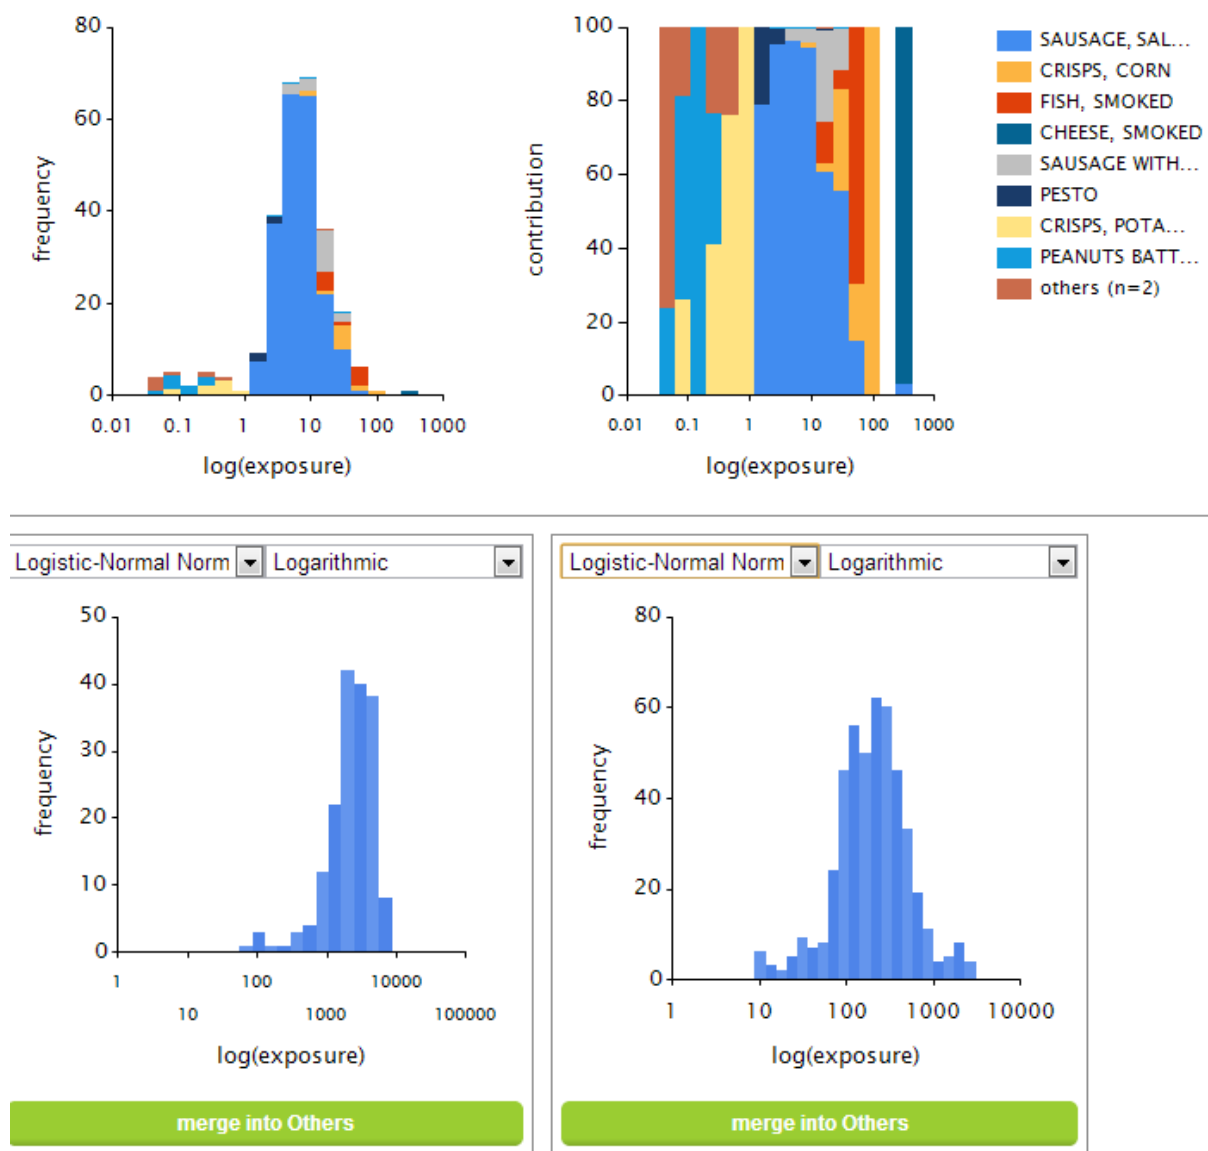 80
60
40
20
0
frequency
0.01 0.1 1 10 100 1000
log(exposure)
100
80
60
40
20
0
contribution
0.01 0.1 1 10 100 1000
log(exposure)
SAUSAGE, SAL...
CRISPS, CORN
FISH, SMOKED
CHEESE, SMOKED
SAUSAGE WITH...
PESTO
CRISPS, POTA...
PEANUTS BATT...
others (n=2)
Logistic-Normal Norm Logarithmic
50
40
30
20
10
0
frequency
1 100 10000
10 1000 100000
log(exposure)
merge into Others
Logistic-Normal Norm Logarithmic
80
60
40
20
0
frequency
1 10 100 1000 10000
log(exposure)
merge into Others